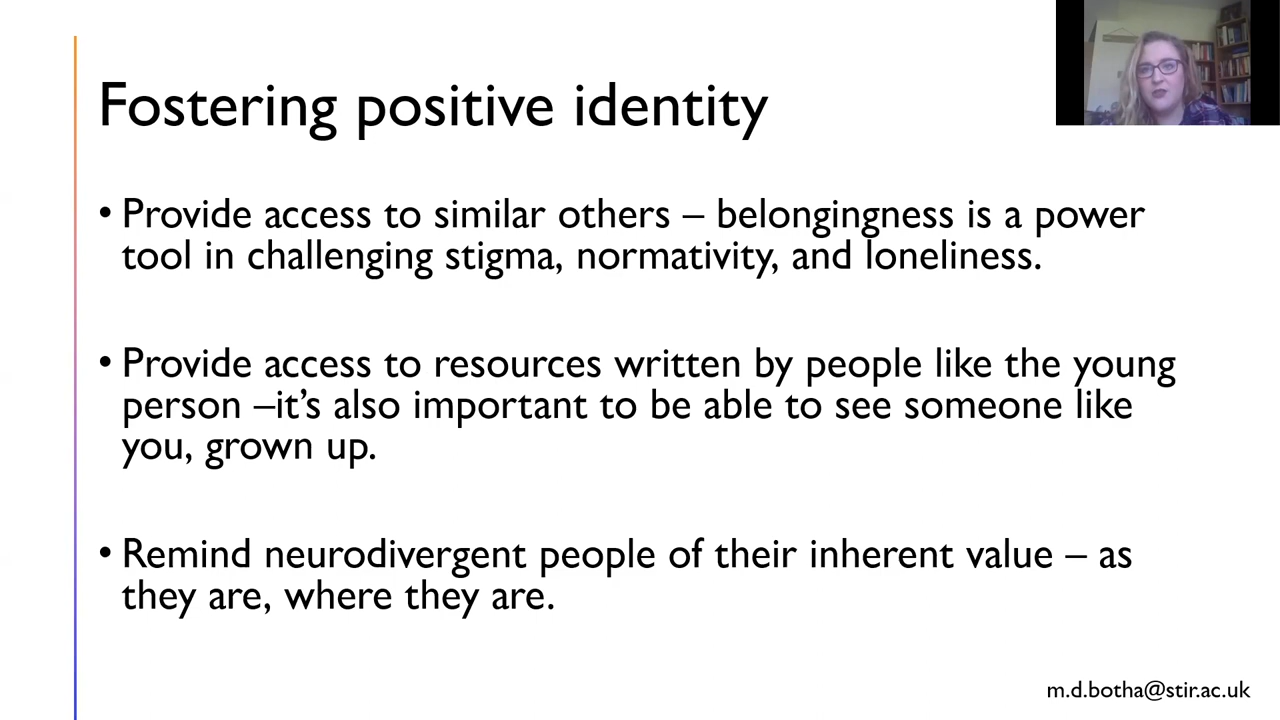 Fostering positive identity
• Provide access to similar others – belongingness is a power
tool in challenging stigma, normativity, and loneliness.
• Provide access to resources written by people like the young
person –it’s also important to be able to see someone like
you, grown up.
• Remind neurodivergent people of their inherent value – as
they are, where they are.
m.d.botha@stir.ac.uk